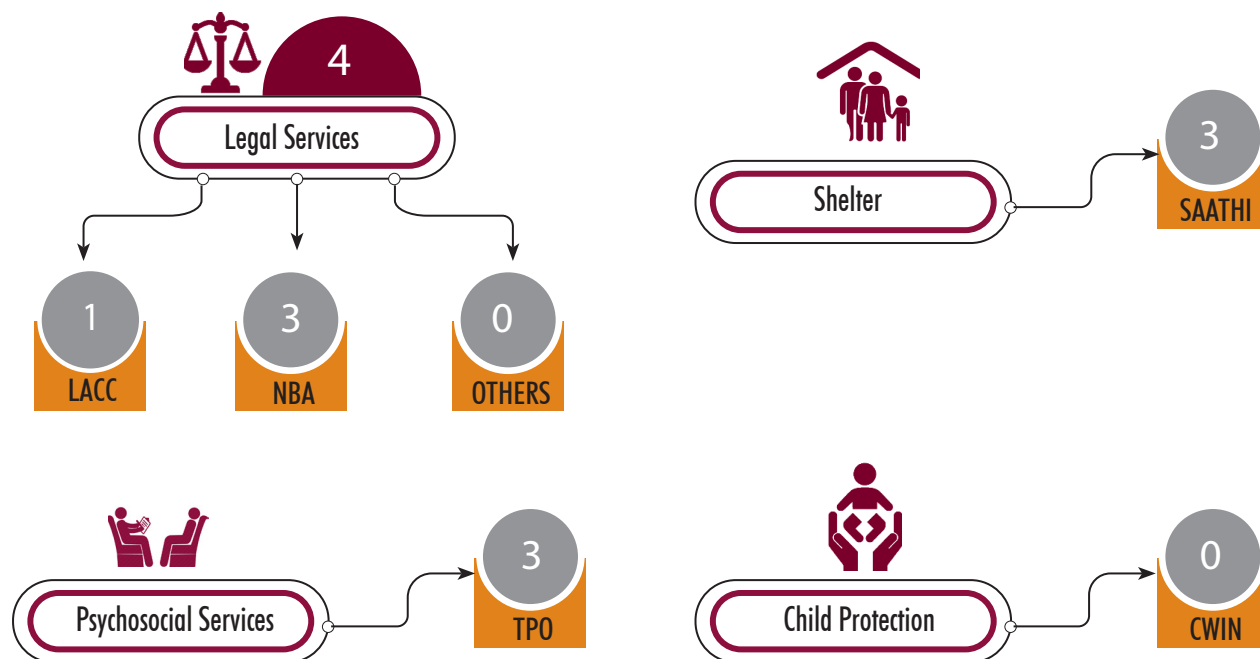 4
Legal Services
1
LACC
3
NBA
0
OTHERS
Shelter
3
SAATHI
Psychosocial Services
3
TPO
Child Protection
0
CWIN